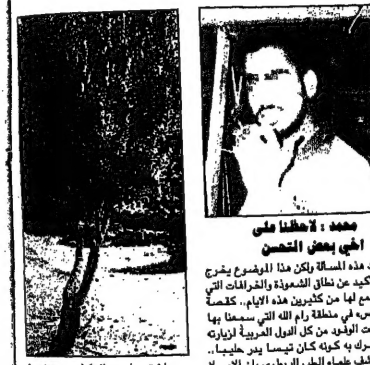 محمد : لاحظنا على
اخي بعض التحسن
هذه المسألة ولكن هذا الموضوع يخرج
كيد عن نطاق الشعوذة والخرافات التي
مع لها من كثيرين هذه الايام.. كقصة
في منطقة رام الله التي سمعنا بها
ت الوفود من كل الدول العربية لزيارته
رك به كونه كان تيسا يدر حليبا..